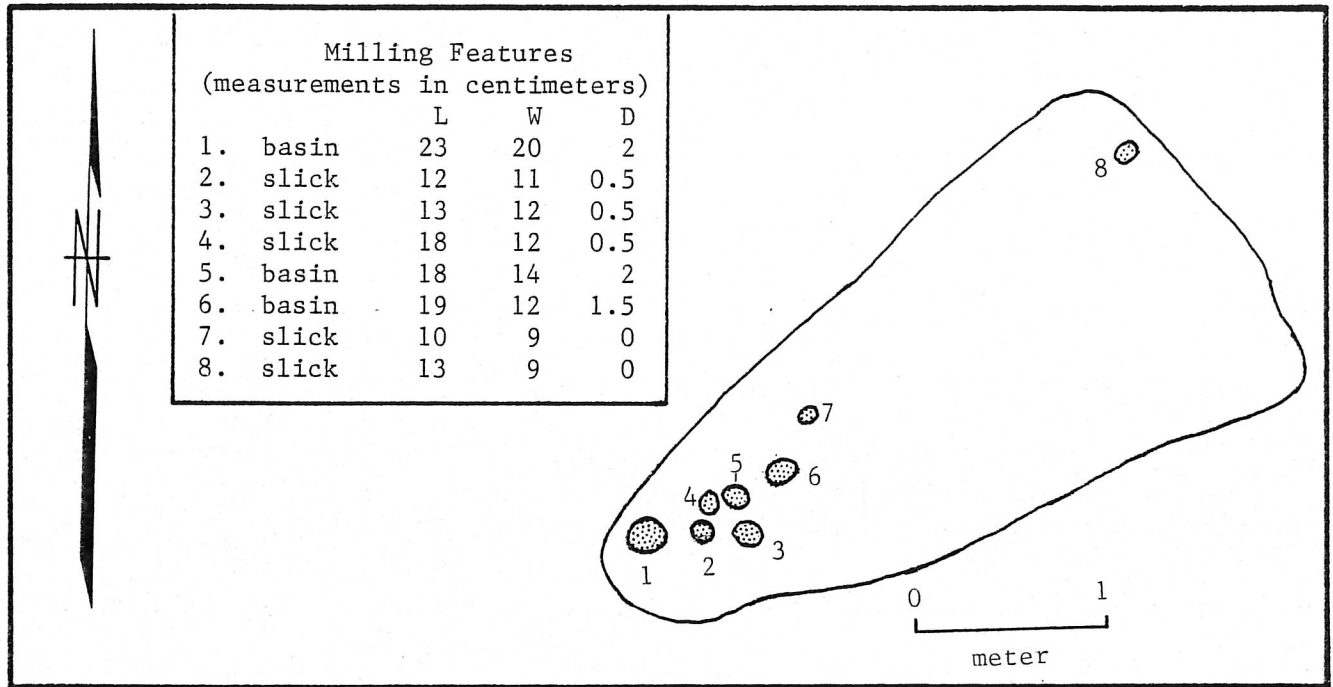 Milling Features
(measurements in centimeters)
L W D
1. basin 23 20 2
2. slick 12 11 0.5
3. slick 13 12 0.5
4. slick 18 12 0.5
5. basin 18 14 2
6. basin 19 12 1.5
7. slick 10 9 0
8. slick 13 9 0
N
8
7
5
6
4
3
1 2
0 1
meter